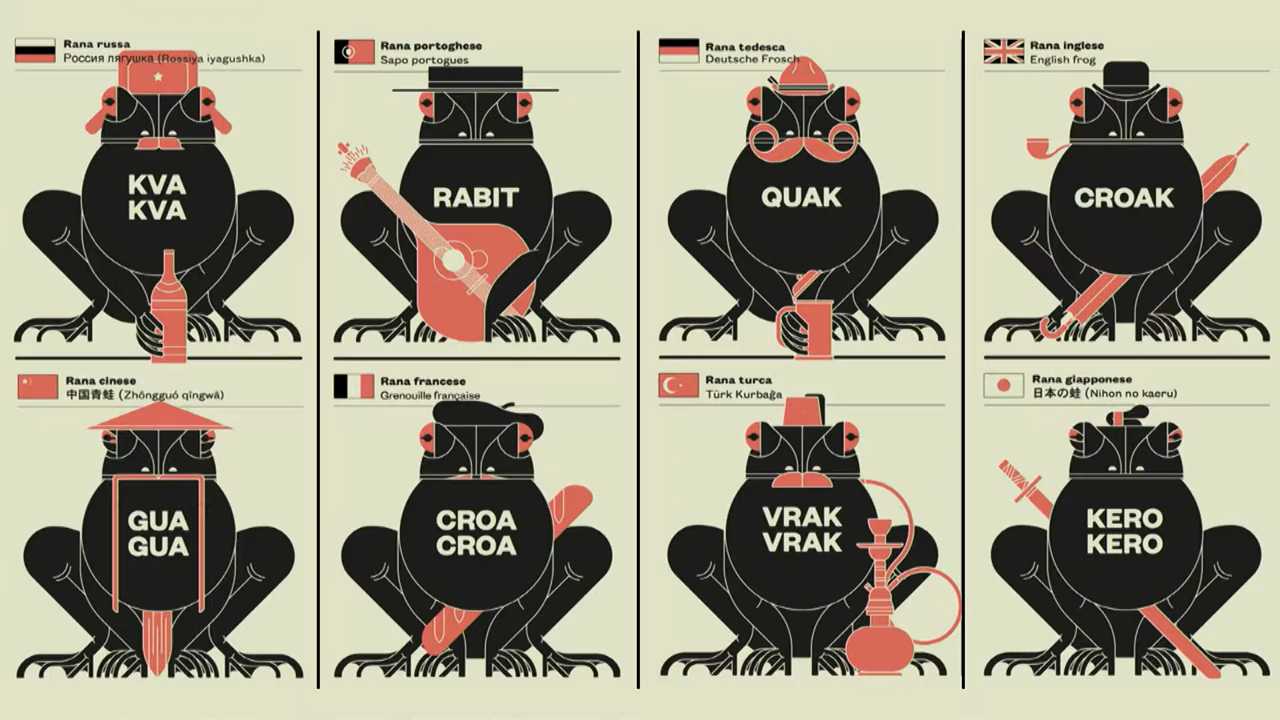 Rana russa
Россия лягушка (Rossiya iyagushka)
KVA
KVA
Rana portoghese
Sapo portogues
RABIT
Rana tedesca
Deutsche Frosch
QUAK
Rana inglese
English frog
CROAK
Rana cinese
中国青蛙 (Zhōngguó qīngwā)
GUA
GUA
Rana francese
Grenouille française
CROA
CROA
Rana turca
Türk Kurbağa
VRAK
VRAK
Rana giapponese
日本の蛙 (Nihon no kaeru)
KERO
KERO